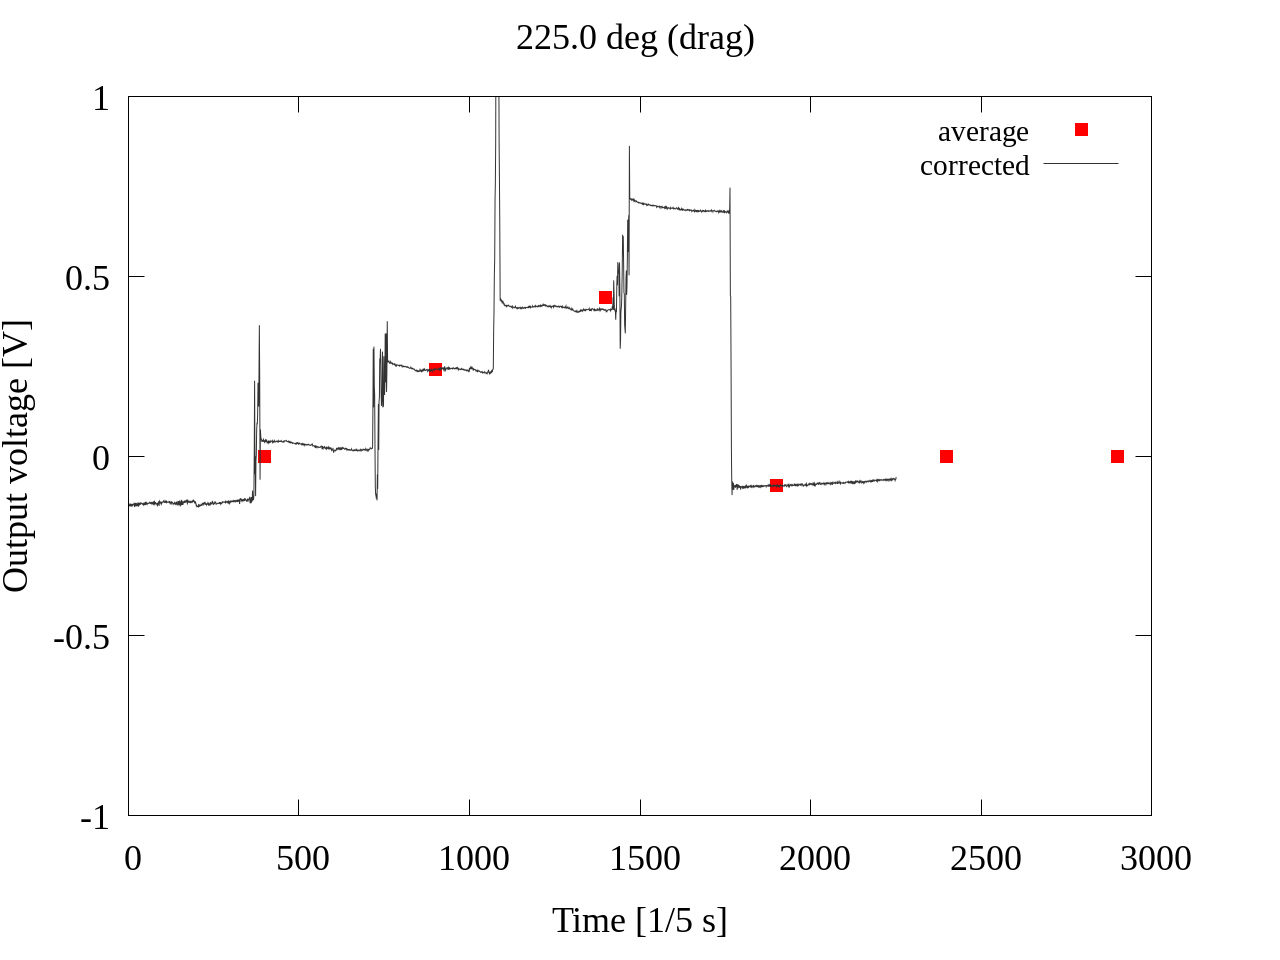 225.0 deg (drag)
average
corrected
Output voltage [V]
1
0.5
0
-0.5
-1
0 500 1000 1500 2000 2500 3000
Time [1/5 s]